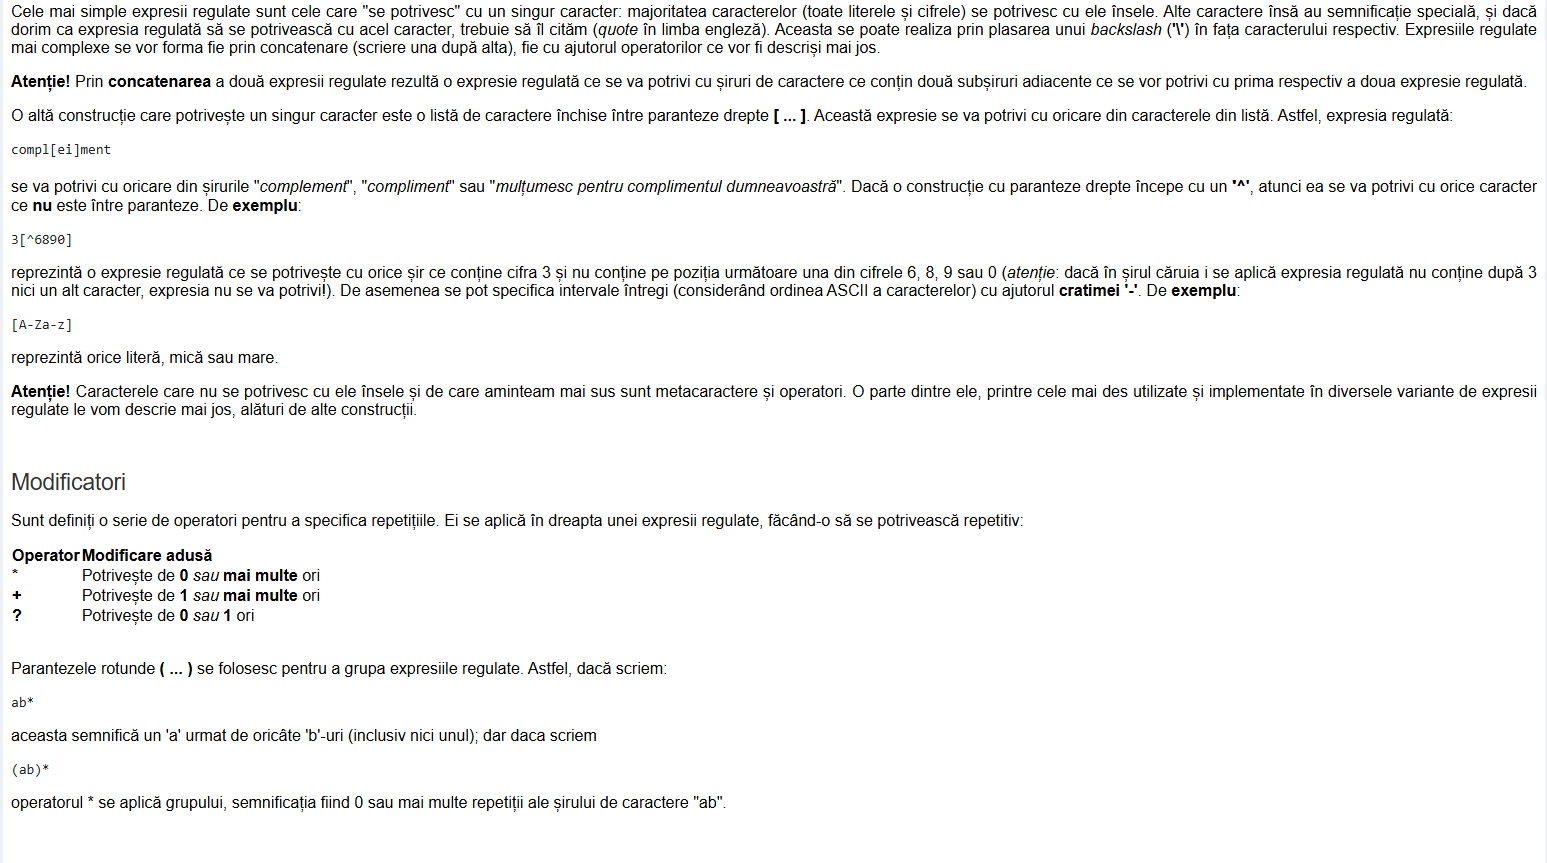 Cele mai simple expresii regulate sunt cele care "se potrivesc" cu un singur caracter: majoritatea caracterelor (toate literele și cifrele) se potrivesc cu ele însele. Alte caractere însă au semnificație specială, și dacă
dorim ca expresia regulată să se potrivească cu acel caracter, trebuie să îl cităm (quote în limba engleză). Aceasta se poate realiza prin plasarea unui backslash ('\') în fața caracterului respectiv. Expresiile regulate
mai complexe se vor forma fie prin concatenare (scriere una după alta), fie cu ajutorul operatorilor ce vor fi descriși mai jos.
Atenție! Prin concatenarea a două expresii regulate rezultă o expresie regulată ce se va potrivi cu șiruri de caractere ce conțin două subșiruri adiacente ce se vor potrivi cu prima respectiv a doua expresie regulată.
O altă construcție care potrivește un singur caracter este o listă de caractere închise între paranteze drepte [ ... ]. Această expresie se va potrivi cu oricare din caracterele din listă. Astfel, expresia regulată:
compl[ei]ment
se va potrivi cu oricare din șirurile "complement", "compliment" sau "mulțumesc pentru complimentul dumneavoastră". Dacă o construcție cu paranteze drepte începe cu un '^', atunci ea se va potrivi cu orice caracter
ce nu este între paranteze. De exemplu:
3[^6890]
reprezintă o expresie regulată ce se potrivește cu orice șir ce conține cifra 3 și nu conține pe poziția următoare una din cifrele 6, 8, 9 sau 0 (atenție: dacă în șirul căruia i se aplică expresia regulată nu conține după 3
nici un alt caracter, expresia nu se va potrivi!). De asemenea se pot specifica intervale întregi (considerând ordinea ASCII a caracterelor) cu ajutorul cratimei '-'. De exemplu:
[A-Za-z]
reprezintă orice literă, mică sau mare.
Atenție! Caracterele care nu se potrivesc cu ele însele și de care aminteam mai sus sunt metacaractere și operatori. O parte dintre ele, printre cele mai des utilizate și implementate în diversele variante de expresii
regulate le vom descrie mai jos, alături de alte construcții.
Modificatori
Sunt definiți o serie de operatori pentru a specifica repetițiile. Ei se aplică în dreapta unei expresii regulate, făcând-o să se potrivească repetitiv:
Operator Modificare adusă
* Potrivește de 0 sau mai multe ori
+ Potrivește de 1 sau mai multe ori
? Potrivește de 0 sau 1 ori
Parantezele rotunde ( ... ) se folosesc pentru a grupa expresiile regulate. Astfel, dacă scriem:
ab*
aceasta semnifică un 'a' urmat de oricâte 'b'-uri (inclusiv nici unul); dar daca scriem
(ab)*
operatorul * se aplică grupului, semnificația fiind 0 sau mai multe repetiții ale șirului de caractere "ab".